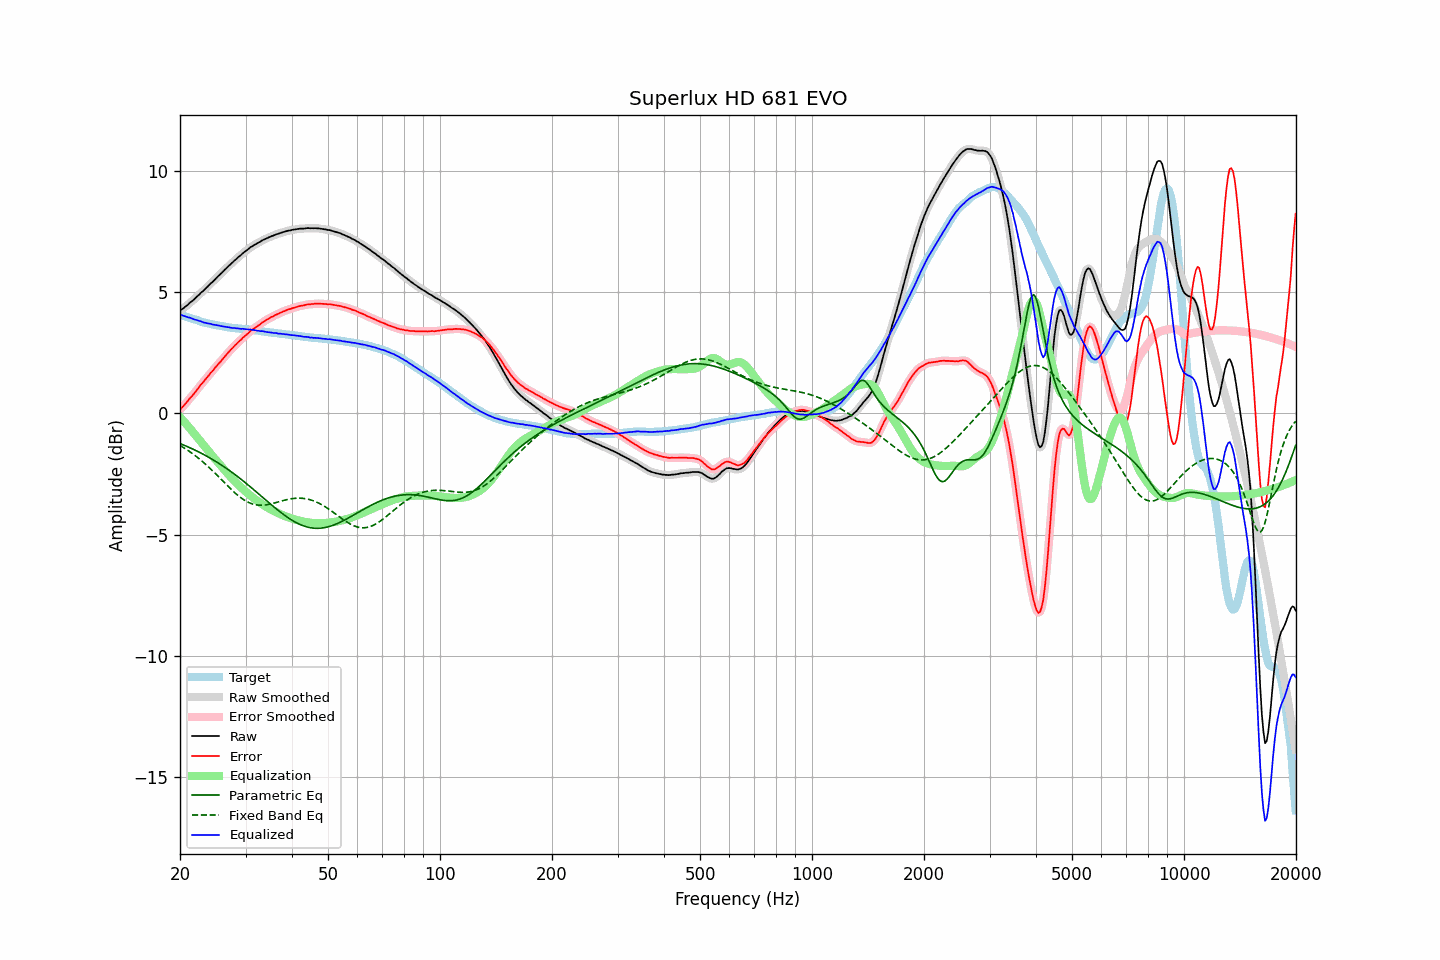 Superlux HD 681 EVO
Amplitude (dBr)
10
5
0
−5
−10
−15
Target
Raw Smoothed
Error Smoothed
Raw
Error
Equalization
Parametric Eq
Fixed Band Eq
Equalized
20 50 100 200 500 1000 2000 5000 10000 20000
Frequency (Hz)